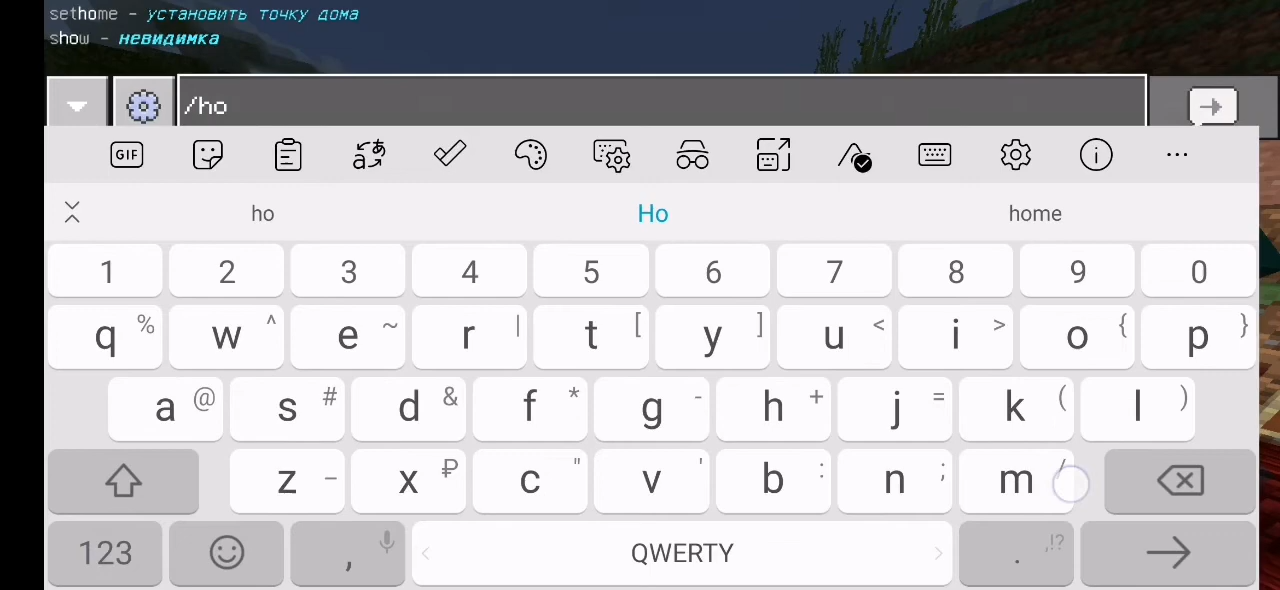 sethome - установить точку дома
show - невидимка
/ho
GIF
ho Ho home
1 2 3 4 5 6 7 8 9 0
q % w ^ e ~ r | t [ y ] u < i > o { p }
a @ s # d & f * g - h + j = k ( l )
z _ x ₽ c " v ' b : n ; m /
123 , QWERTY . ,!?